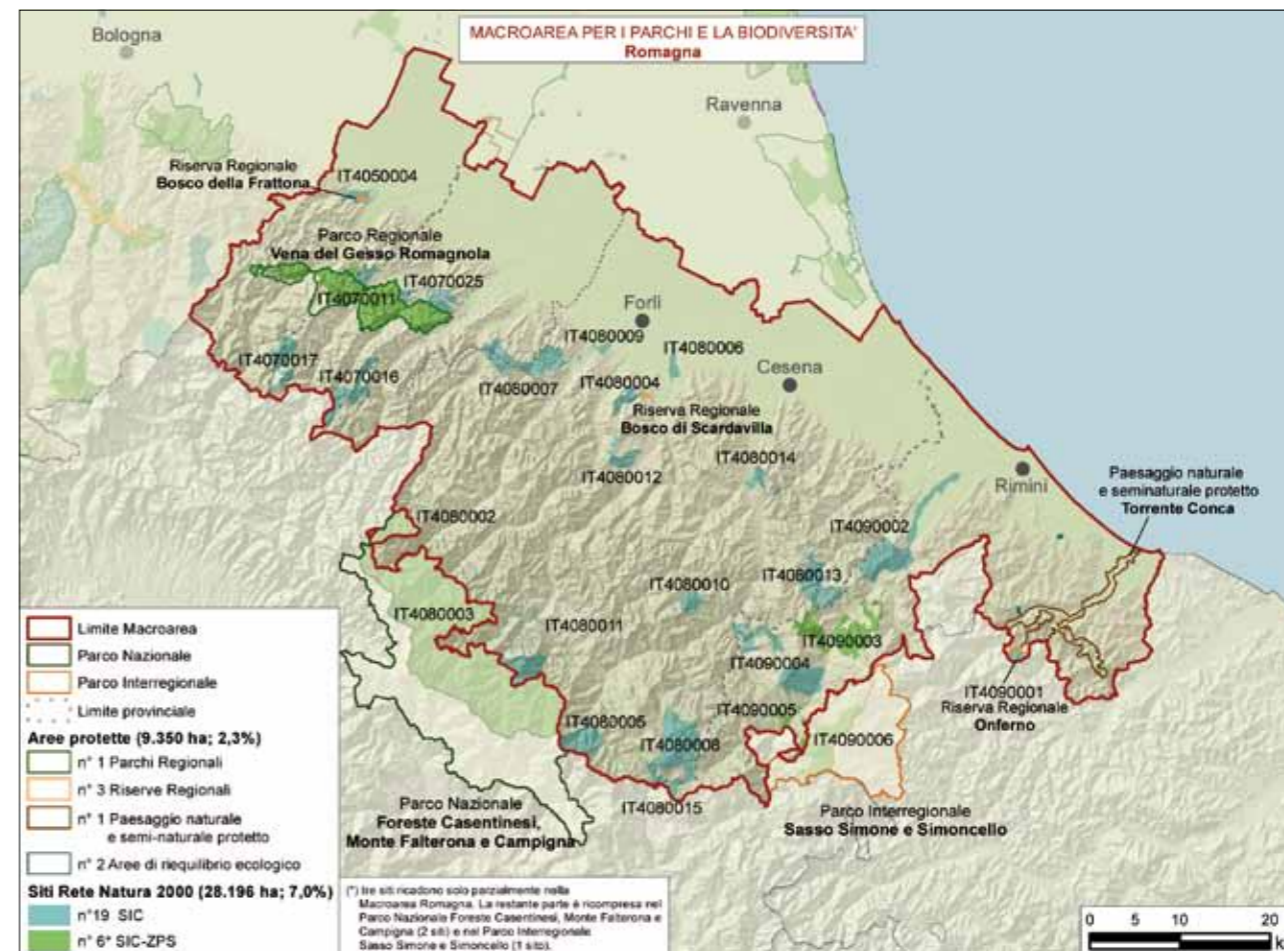 MACROAREA PER I PARCHI E LA BIODIVERSITA'
Romagna
Bologna
Ravenna
Riserva Regionale
Bosco della Frattona
IT4050004
Parco Regionale
Vena del Gesso Romagnola
IT4070025
IT4070011
Forlì
IT4080009
IT4080006
IT4070017
IT4070016
IT4080007
IT4080004
Cesena
Riserva Regionale
Bosco di Scardavilla
IT4080012
IT4080014
Rimini
Paesaggio naturale
e seminaturale protetto
Torrente Conca
IT4080002
IT4090002
IT4080010
IT4080013
IT4080003
IT4080011
IT4090003
IT4090004
IT4090001
Riserva Regionale
Onferno
IT4090005
IT4080005
IT4080008
IT4090006
IT4080015
Parco Nazionale
Foreste Casentinesi,
Monte Falterona e Campigna
Parco Interregionale
Sasso Simone e Simoncello
Limite Macroarea
Parco Nazionale
Parco Interregionale
Limite provinciale
Aree protette (9.350 ha; 2,3%)
n° 1 Parchi Regionali
n° 3 Riserve Regionali
n° 1 Paesaggio naturale
e semi-naturale protetto
n° 2 Aree di riequilibrio ecologico
Siti Rete Natura 2000 (28.196 ha; 7,0%)
n°19 SIC
n° 6* SIC-ZPS
(*) tre siti ricadono solo parzialmente nella
Macroarea Romagna. La restante parte è ricompresa nel
Parco Nazionale Foreste Casentinesi, Monte Falterona e
Campigna (2 siti) e nel Parco Interregionale
Sasso Simone e Simoncello (1 sito).
0 5 10 20